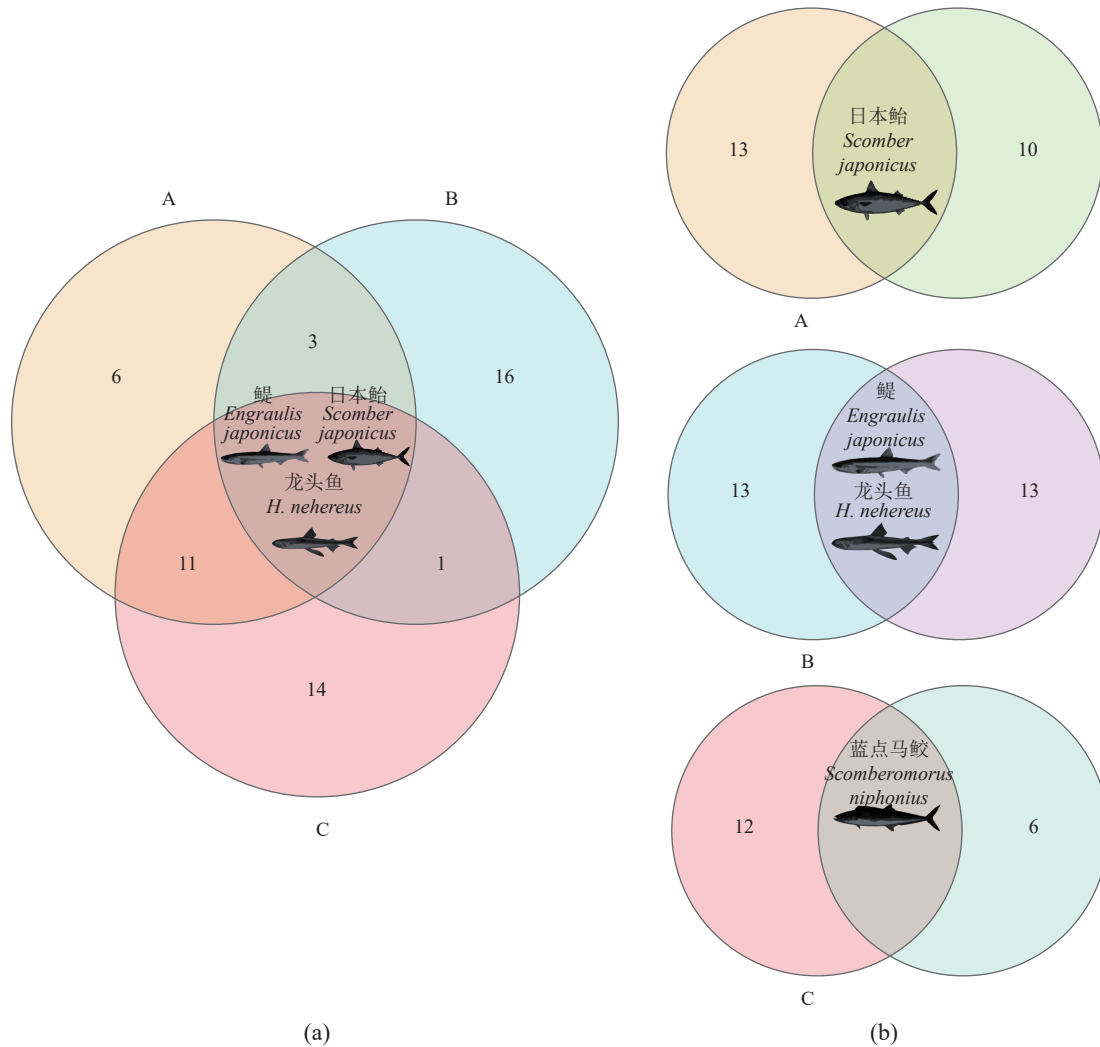 A
B
3
6
16
鳀
Engraulis
japonicus
日本鲐
Scomber
japonicus
龙头鱼
H. nehereus
11
1
14
C
(a)
日本鲐
Scomber
japonicus
13
10
A
鳀
Engraulis
japonicus
龙头鱼
H. nehereus
13
13
B
蓝点马鲛
Scomberomorus
niphonius
12
6
C
(b)